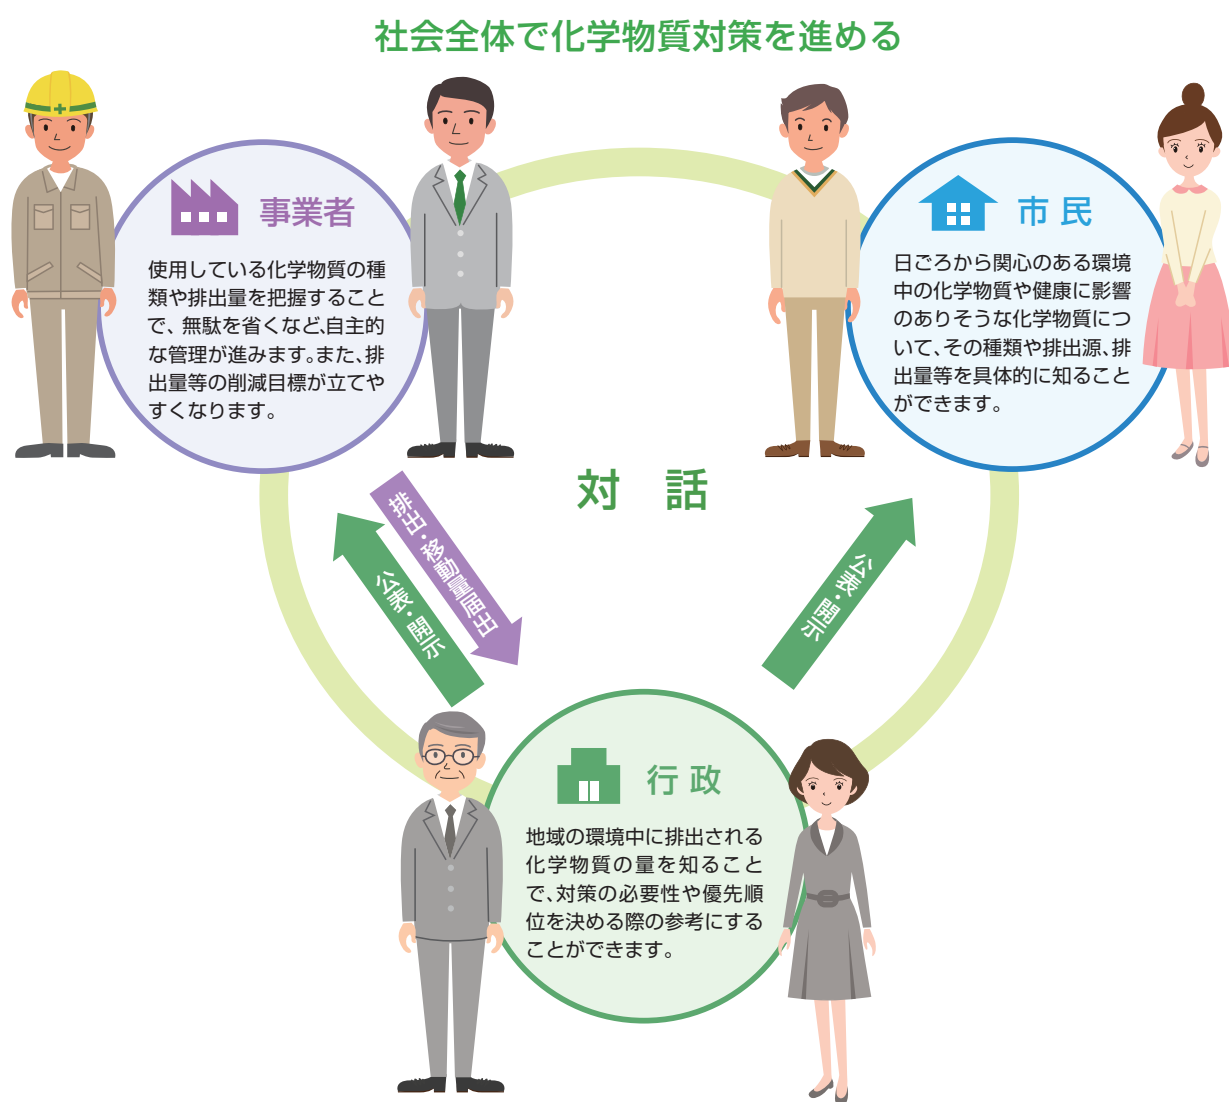 社会全体で化学物質対策を進める
事業者
使用している化学物質の種
類や排出量を把握すること
で、無駄を省くなど、自主的
な管理が進みます。また、排
出量等の削減目標が立てや
すくなります。
市民
日ごろから関心のある環境
中の化学物質や健康に影響
のありそうな化学物質につ
いて、その種類や排出源、排
出量等を具体的に知ること
ができます。
対話
排出・移動量届出
公表・開示
公表・開示
行政
地域の環境中に排出される
化学物質の量を知ること
で、対策の必要性や優先順
位を決める際の参考にする
ことができます。